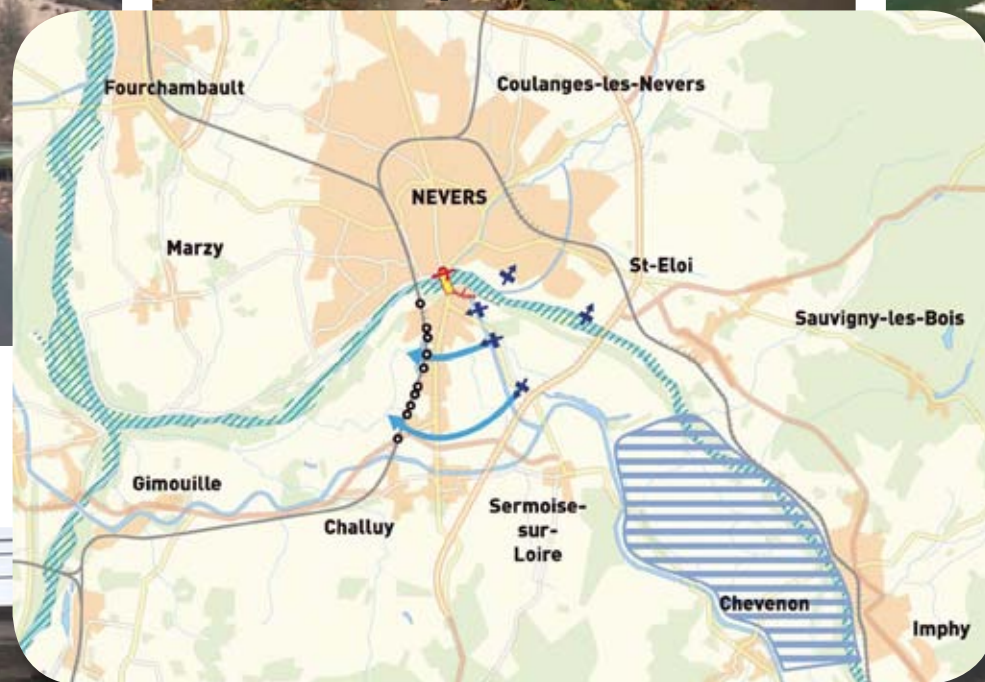 Fourchambault
Coulanges-les-Nevers
NEVERS
Marzy
St-Eloi
Sauvigny-les-Bois
Gimouille
Challuy
Sermoise-
sur-
Loire
Chevenon
Imphy